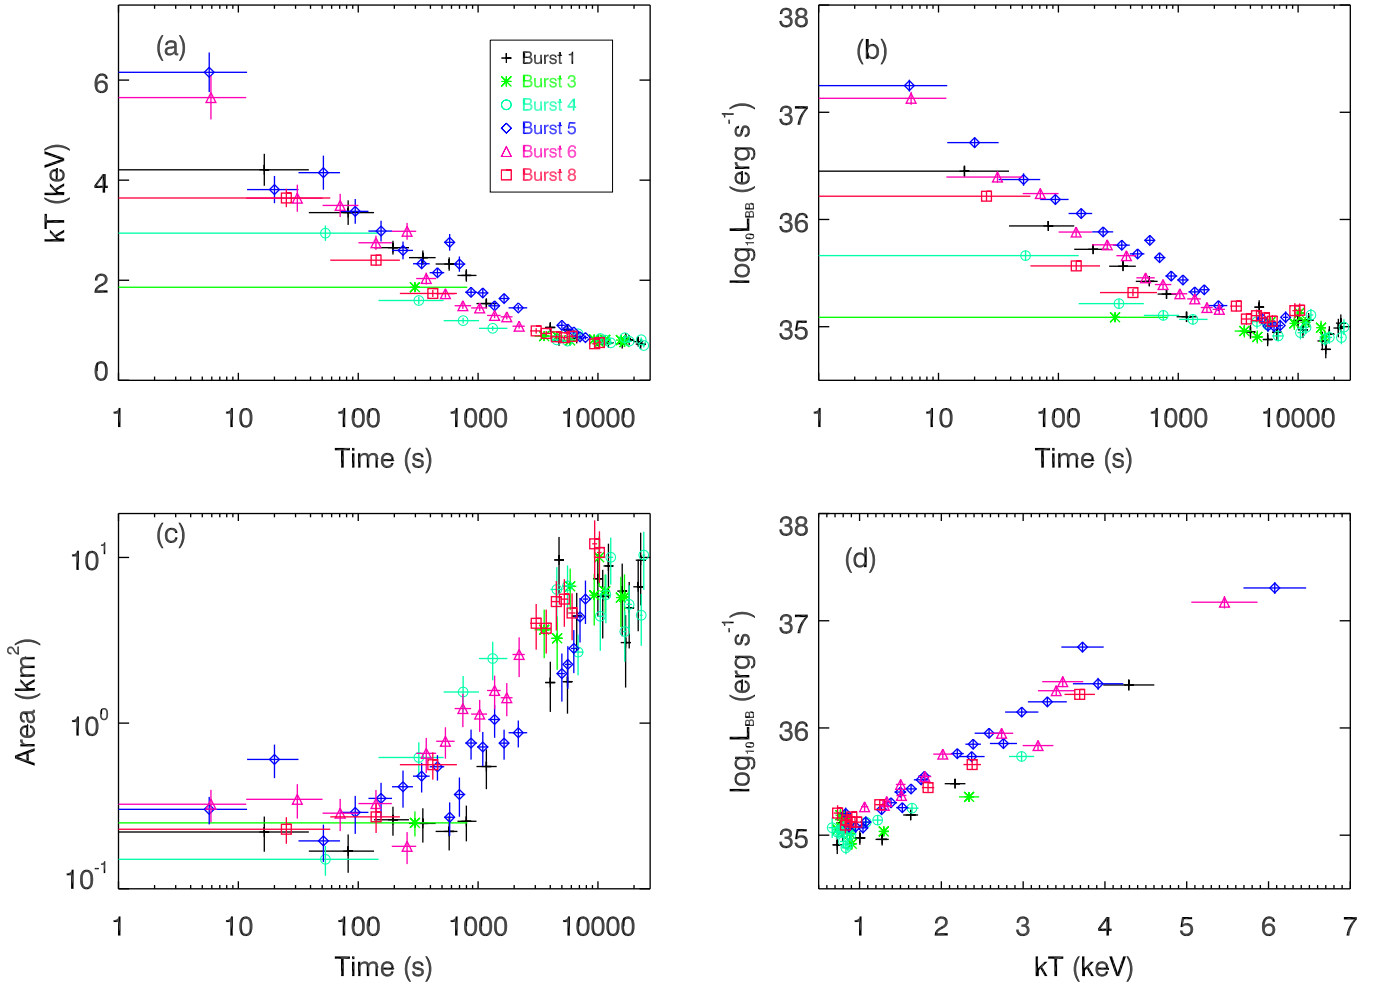 (a)
kT (keV)
6
4
2
0
1 10 100 1000 10000
Time (s)
Burst 1
Burst 3
Burst 4
Burst 5
Burst 6
Burst 8
(b)
log₁₀L_BB (erg s⁻¹)
38
37
36
35
1 10 100 1000 10000
Time (s)
(c)
Area (km²)
10¹
10⁰
10⁻¹
1 10 100 1000 10000
Time (s)
(d)
log₁₀L_BB (erg s⁻¹)
38
37
36
35
1 2 3 4 5 6 7
kT (keV)